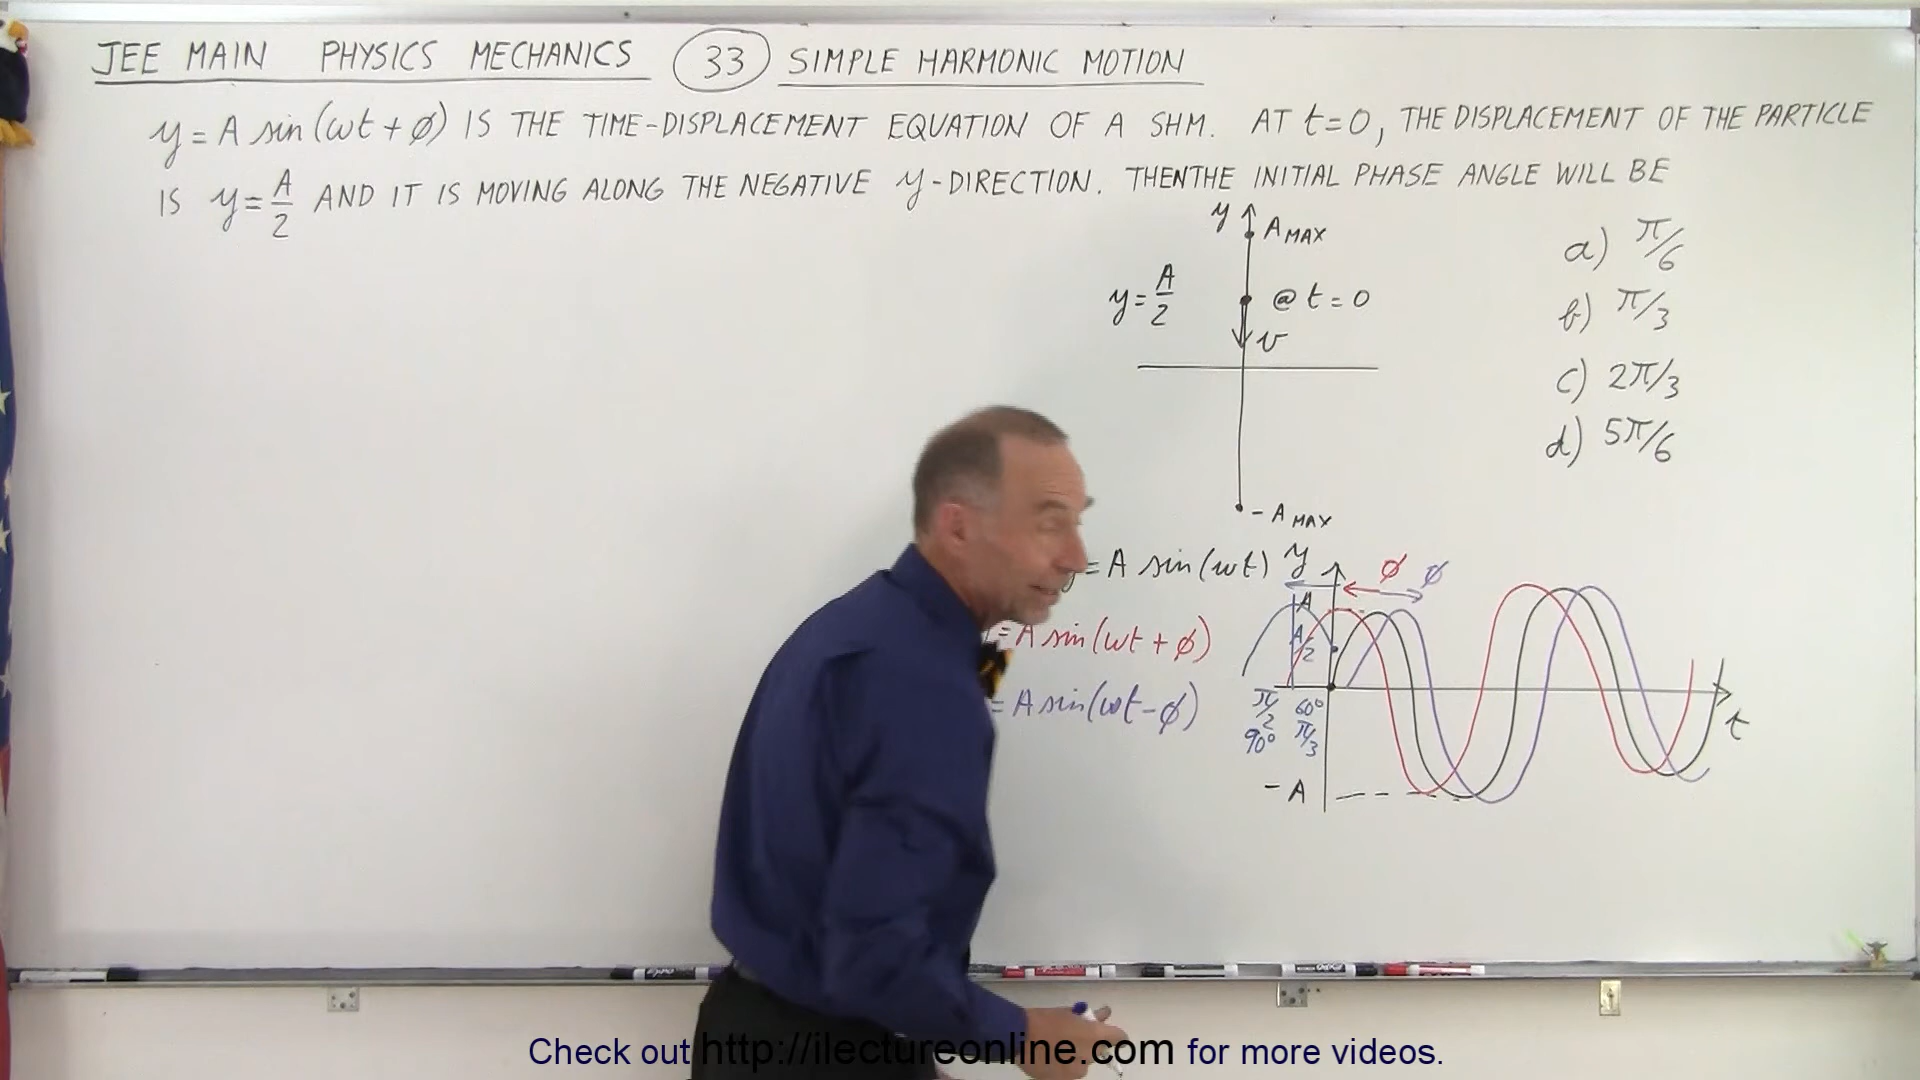 JEE MAIN PHYSICS MECHANICS 33 SIMPLE HARMONIC MOTION
y = A sin(ωt + ϕ) IS THE TIME-DISPLACEMENT EQUATION OF A SHM. AT t=0, THE DISPLACEMENT OF THE PARTICLE
IS y = A/2 AND IT IS MOVING ALONG THE NEGATIVE y-DIRECTION. THEN THE INITIAL PHASE ANGLE WILL BE
y A MAX
y = A/2 @ t = 0
v
- A MAX
a) π/6
b) π/3
c) 2π/3
d) 5π/6
= A sin(ωt)
= A sin(ωt + ϕ)
= A sin(ωt - ϕ)
y ϕ ϕ
A
A/2
π/2 60°
90° π/3
t
- A
EXPO
Check out http://ilectureonline.com for more videos.